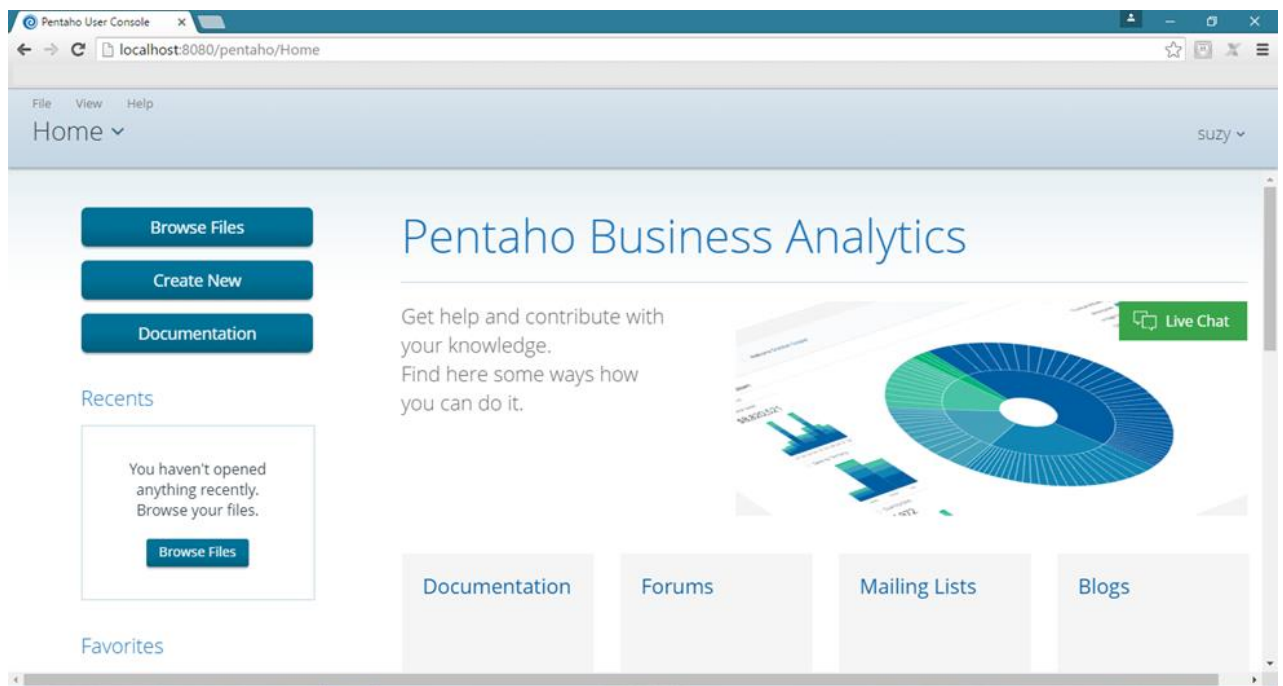 Pentaho User Console
localhost:8080/pentaho/Home
File View Help
Home
suzy
Browse Files
Create New
Documentation
Recents
You haven't opened
anything recently.
Browse your files.
Browse Files
Favorites
Pentaho Business Analytics
Get help and contribute with
your knowledge.
Find here some ways how
you can do it.
Live Chat
Documentation
Forums
Mailing Lists
Blogs